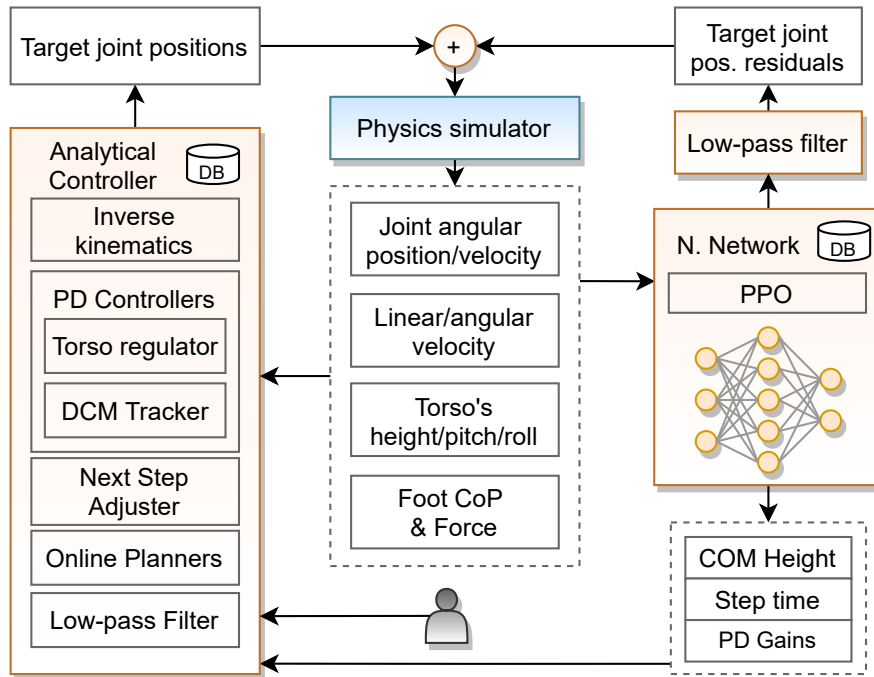 Target joint positions
+
Target joint
pos. residuals
Physics simulator
Low-pass filter
Analytical
Controller
DB
Inverse
kinematics
PD Controllers
Torso regulator
DCM Tracker
Next Step
Adjuster
Online Planners
Low-pass Filter
Joint angular
position/velocity
Linear/angular
velocity
Torso's
height/pitch/roll
Foot CoP
& Force
N. Network
DB
PPO
COM Height
Step time
PD Gains